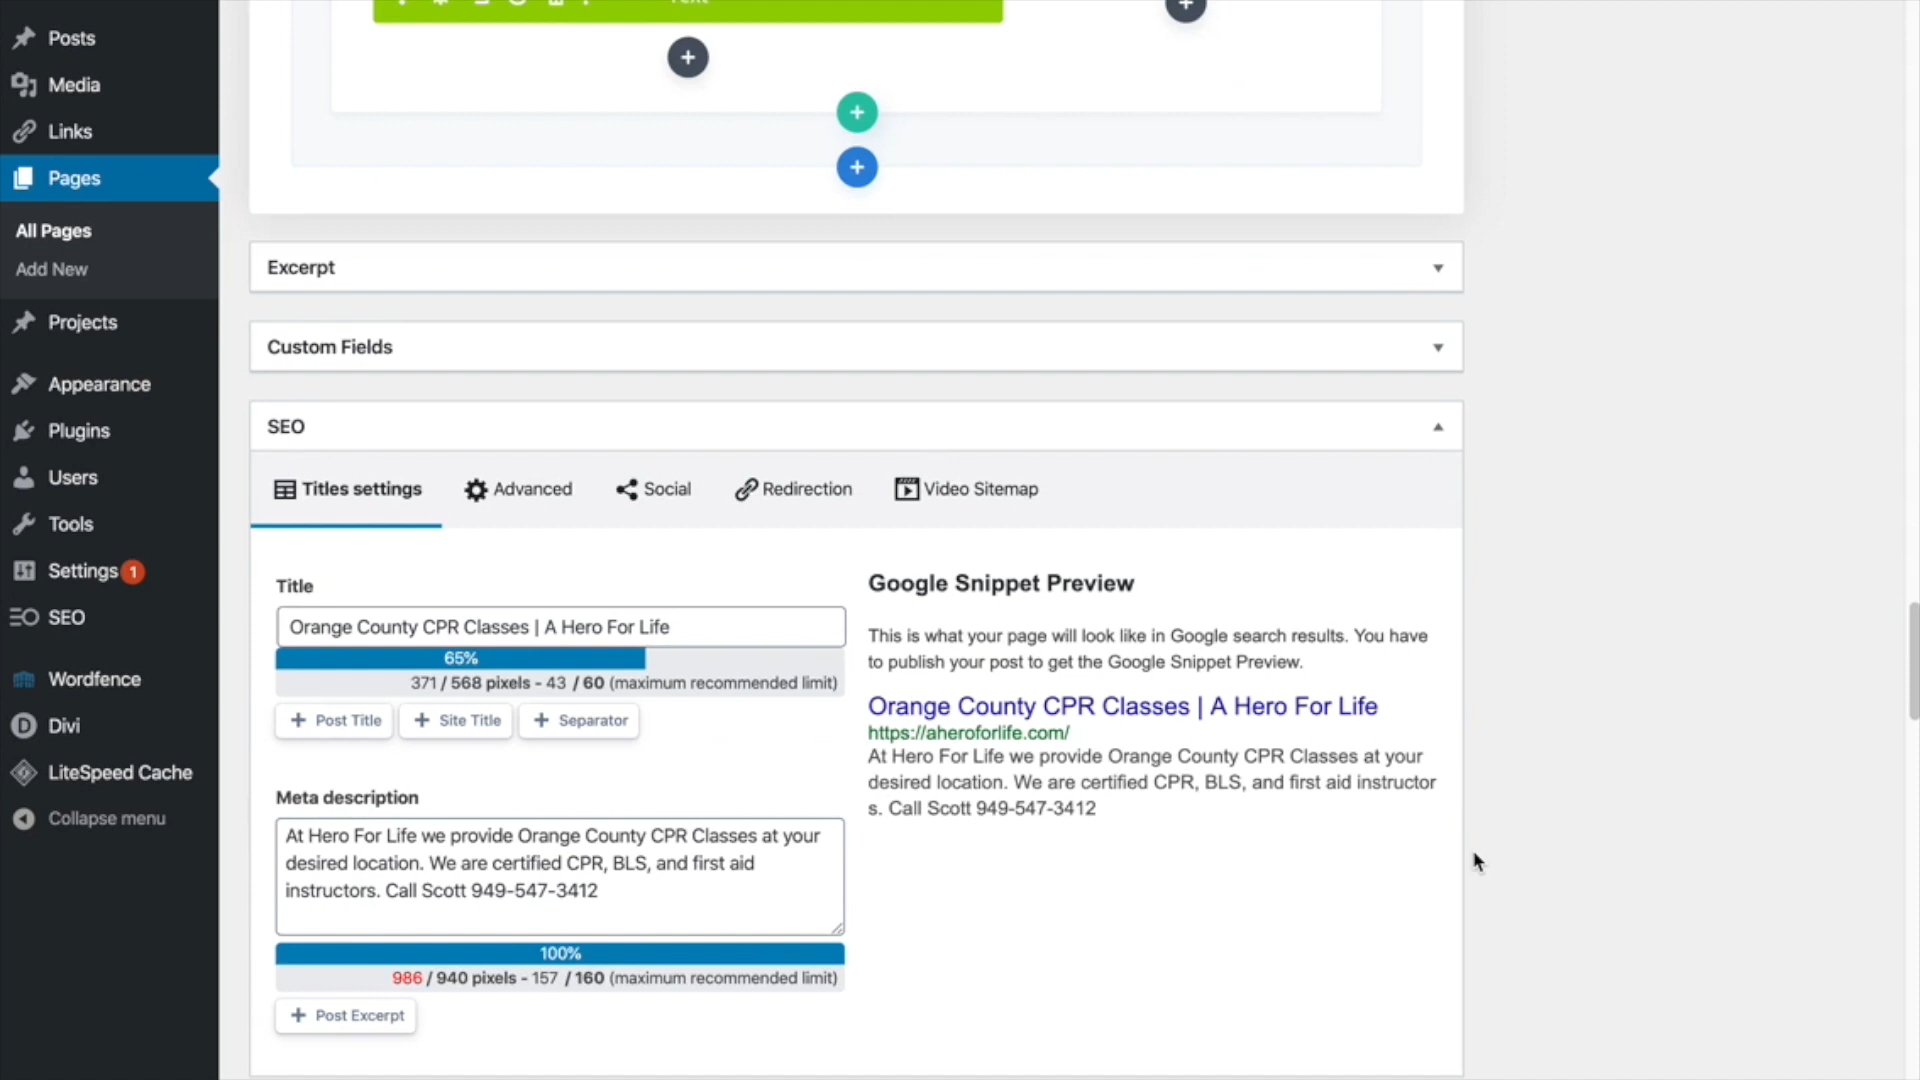 Posts
Media
Links
Pages
All Pages
Add New
Projects
Appearance
Plugins
Users
Tools
Settings 1
SEO
Wordfence
Divi
LiteSpeed Cache
Collapse menu
Text
Excerpt
Custom Fields
SEO
Titles settings Advanced Social Redirection Video Sitemap
Title
Orange County CPR Classes | A Hero For Life
65%
371 / 568 pixels - 43 / 60 (maximum recommended limit)
+ Post Title + Site Title + Separator
Meta description
At Hero For Life we provide Orange County CPR Classes at your
desired location. We are certified CPR, BLS, and first aid
instructors. Call Scott 949-547-3412
100%
986 / 940 pixels - 157 / 160 (maximum recommended limit)
+ Post Excerpt
Google Snippet Preview
This is what your page will look like in Google search results. You have
to publish your post to get the Google Snippet Preview.
Orange County CPR Classes | A Hero For Life
https://aheroforlife.com/
At Hero For Life we provide Orange County CPR Classes at your
desired location. We are certified CPR, BLS, and first aid instructor
s. Call Scott 949-547-3412